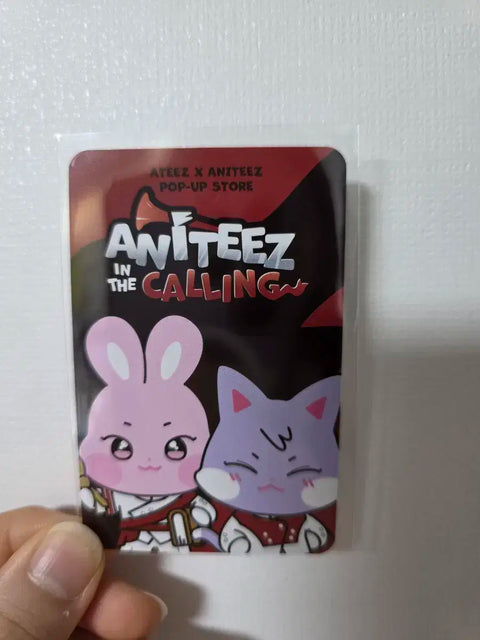 ATEEZ X ANITEEZ
POP-UP STORE
ANITEEZ
IN
THE CALLING